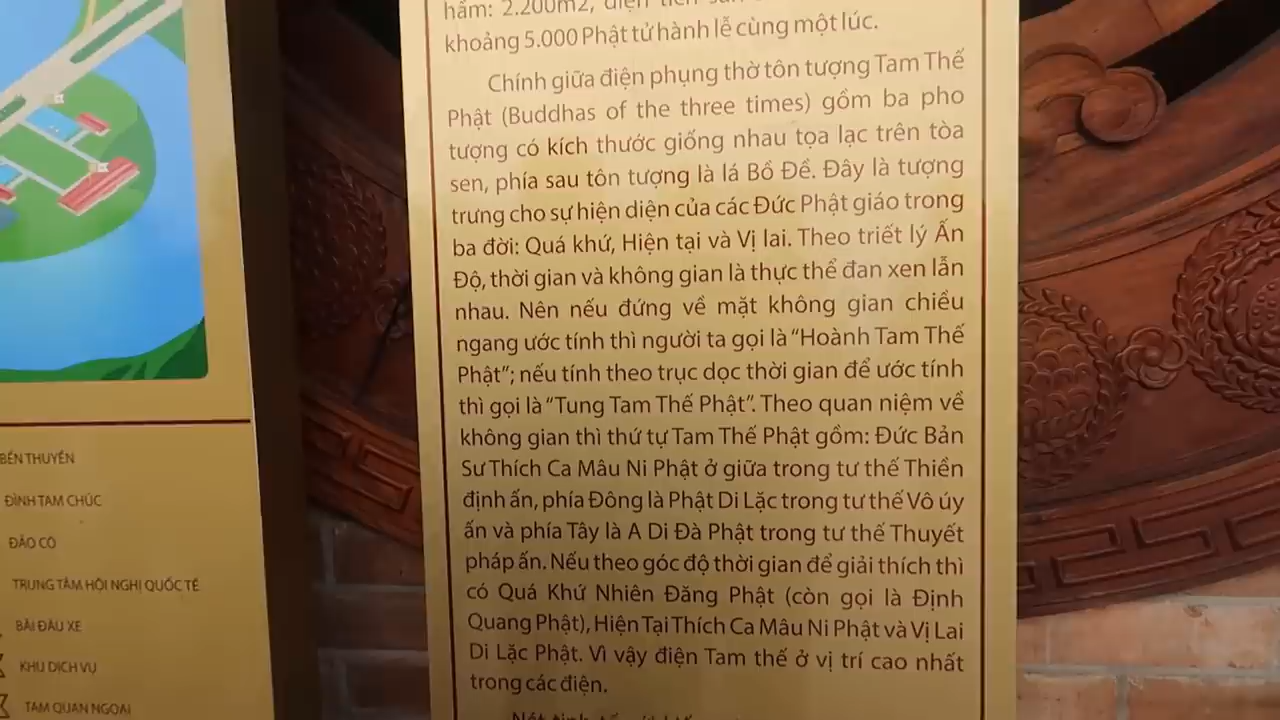 hầm: 2.200m2, diện tích
khoảng 5.000 Phật tử hành lễ cùng một lúc.
Chính giữa điện phụng thờ tôn tượng Tam Thế
Phật (Buddhas of the three times) gồm ba pho
tượng có kích thước giống nhau tọa lạc trên tòa
sen, phía sau tôn tượng là lá Bồ Đề. Đây là tượng
trưng cho sự hiện diện của các Đức Phật giáo trong
ba đời: Quá khứ, Hiện tại và Vị lai. Theo triết lý Ấn
Độ, thời gian và không gian là thực thể đan xen lẫn
nhau. Nên nếu đứng về mặt không gian chiều
ngang ước tính thì người ta gọi là “Hoành Tam Thế
Phật”; nếu tính theo trục dọc thời gian để ước tính
thì gọi là “Tung Tam Thế Phật”. Theo quan niệm về
không gian thì thứ tự Tam Thế Phật gồm: Đức Bản
Sư Thích Ca Mâu Ni Phật ở giữa trong tư thế Thiền
định ấn, phía Đông là Phật Di Lặc trong tư thế Vô úy
ấn và phía Tây là A Di Đà Phật trong tư thế Thuyết
pháp ấn. Nếu theo góc độ thời gian để giải thích thì
có Quá Khứ Nhiên Đăng Phật (còn gọi là Định
Quang Phật), Hiện Tại Thích Ca Mâu Ni Phật và Vị Lai
Di Lặc Phật. Vì vậy điện Tam thế ở vị trí cao nhất
trong các điện.
BẾN THUYỀN
ĐÌNH TAM CHÚC
ĐẢO CÒ
TRUNG TÂM HỘI NGHỊ QUỐC TẾ
BÃI ĐẬU XE
KHU DỊCH VỤ
TAM QUAN NGOẠI